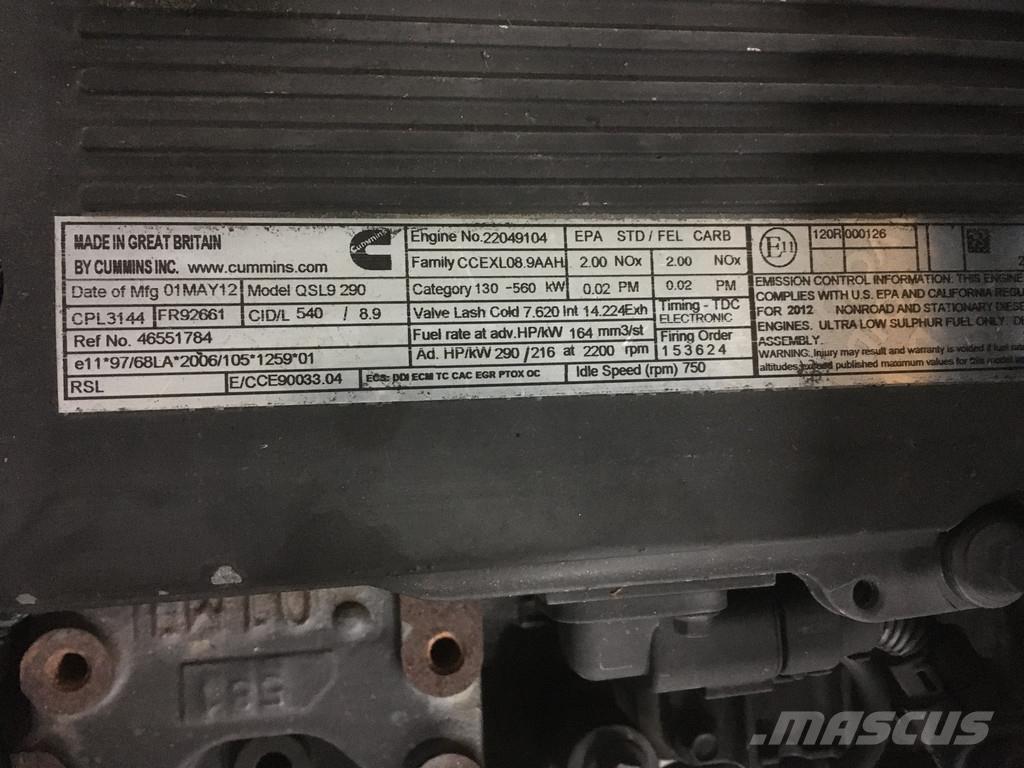 MADE IN GREAT BRITAIN
BY CUMMINS INC. www.cummins.com
Cummins
Date of Mfg 01MAY12 Model QSL9 290
CPL3144 FR92661 CID/L 540 / 8.9
Ref No. 46551784
e11*97/68LA*2006/105*1259*01
RSL E/CCE90033.04 ECS: DDI ECM TC CAC EGR PTOX OC
Engine No.22049104 EPA STD / FEL CARB
Family CCEXL08.9AAH 2.00 NOx 2.00 NOx
Category 130 -560 kW 0.02 PM 0.02 PM
Valve Lash Cold 7.620 Int 14.224Exh Timing - TDC
ELECTRONIC
Fuel rate at adv.HP/kW 164 mm3/st Firing Order
Ad. HP/kW 290 /216 at 2200 rpm 1 5 3 6 2 4
Idle Speed (rpm) 750
E11 120R 000126
EMISSION CONTROL INFORMATION: THIS ENGINE
COMPLIES WITH U.S. EPA AND CALIFORNIA
FOR 2012 NONROAD AND STATIONARY
ENGINES. ULTRA LOW SULPHUR FUEL ONLY.
ASSEMBLY.
WARNING: Injury may result and warranty is voided if fuel
published maximum values for this model
MASCUS